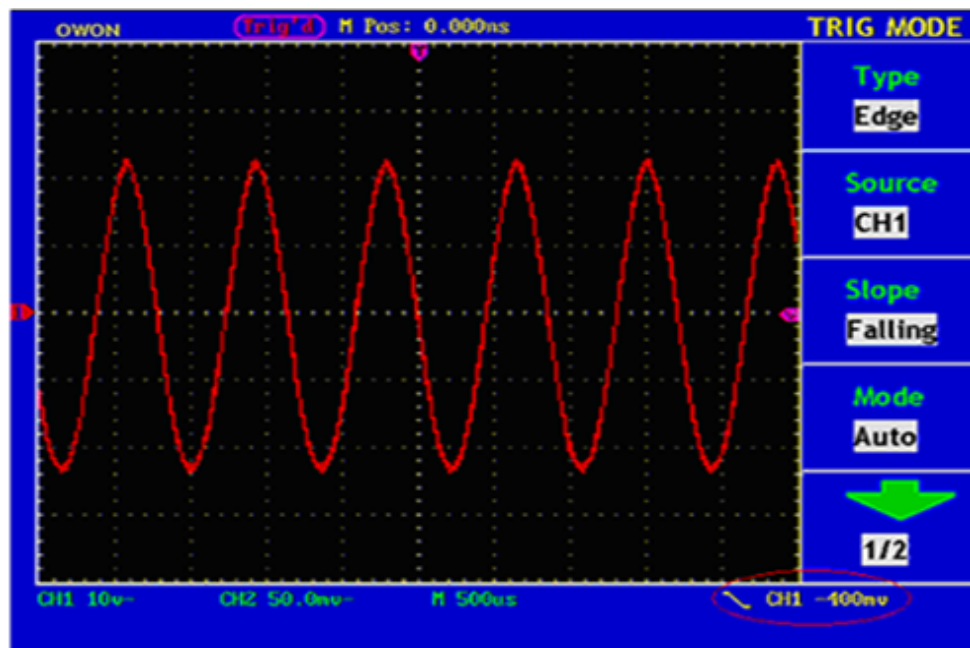 OWON Trig'd M Pos: 0.000ns TRIG MODE
Type
Edge
Source
CH1
Slope
Falling
Mode
Auto
1/2
CH1 10v~ CH2 50.0mv~ M 500us CH1 -400mv